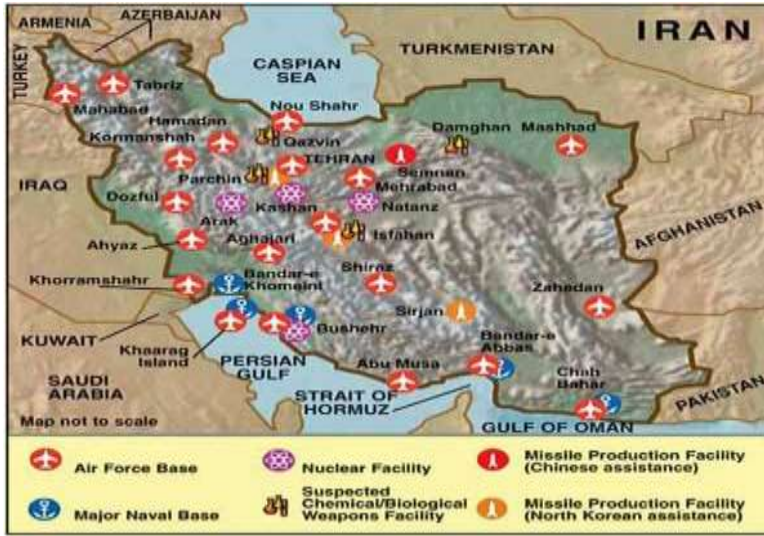 ARMENIA
AZERBAIJAN
IRAN
TURKEY
CASPIAN
SEA
TURKMENISTAN
Tabriz
Mahabad
Hamadan
Nou Shahr
Kormanshah
Qazvin
Damghan
Mashhad
TEHRAN
IRAQ
Parchin
Semnan
Mehrabad
Dozful
Arak
Kashan
Natanz
AFGHANISTAN
Ahyaz
Aghajari
Isfahan
Khorramshahr
Bandar-e
Khomeini
Shiraz
Zahadan
Sirjan
KUWAIT
Bushehr
Khaarag
Island
PERSIAN
GULF
Bandar-e
Abbas
Abu Musa
Chah
Bahar
SAUDI
ARABIA
STRAIT OF
HORMUZ
PAKISTAN
Map not to scale
GULF OF OMAN
Air Force Base
Nuclear Facility
Missile Production Facility
(Chinese assistance)
Major Naval Base
Suspected
Chemical/Biological
Weapons Facility
Missile Production Facility
(North Korean assistance)